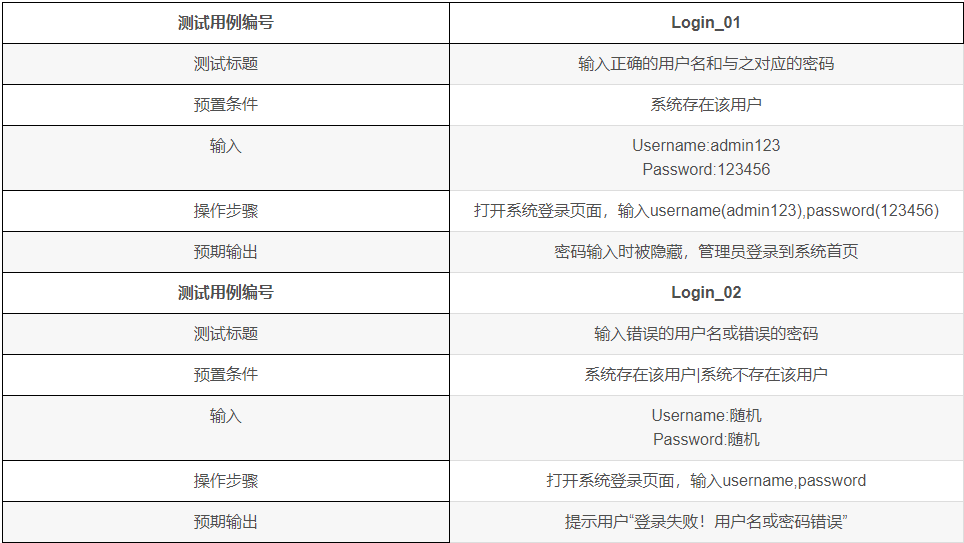 测试用例编号 Login_01
测试标题 输入正确的用户名和与之对应的密码
预置条件 系统存在该用户
输入 Username:admin123
Password:123456
操作步骤 打开系统登录页面，输入username(admin123),password(123456)
预期输出 密码输入时被隐藏，管理员登录到系统首页
测试用例编号 Login_02
测试标题 输入错误的用户名或错误的密码
预置条件 系统存在该用户|系统不存在该用户
输入 Username:随机
Password:随机
操作步骤 打开系统登录页面，输入username,password
预期输出 提示用户“登录失败！用户名或密码错误”